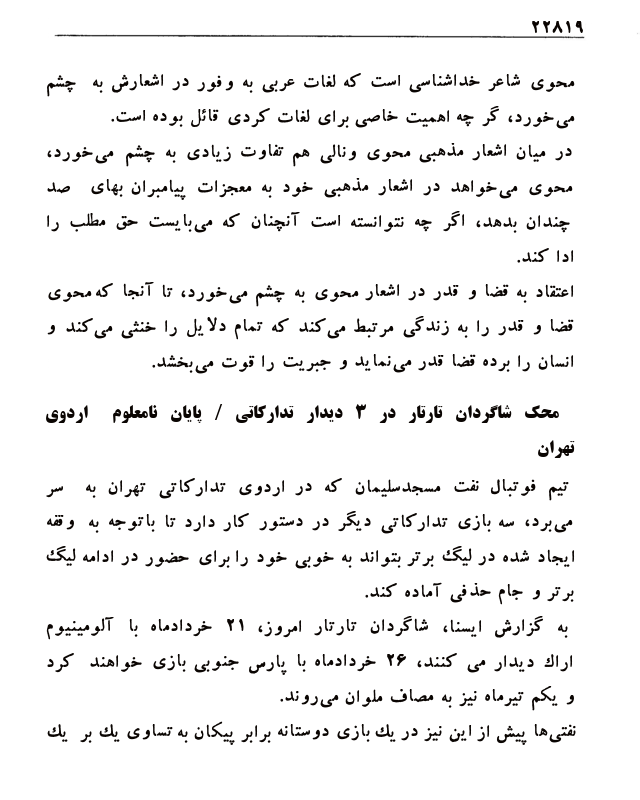 ۲۲۸۱۹
محوی شاعر خداشناسی است که لغات عربی به وفور در اشعارش به چشم
می‌خورد، گر چه اهمیت خاصی برای لغات کردی قائل بوده است.
در میان اشعار مذهبی محوی ونالی هم تفاوت زیادی به چشم می‌خورد،
محوی می‌خواهد در اشعار مذهبی خود به معجزات پیامبران بهای صد
چندان بدهد، اگر چه نتوانسته است آنچنان که می‌بایست حق مطلب را
ادا کند.
اعتقاد به قضا و قدر در اشعار محوی به چشم می‌خورد، تا آنجا که محوی
قضا و قدر را به زندگی مرتبط می‌کند که تمام دلایل را خنثی می‌کند و
انسان را برده قضا قدر می‌نماید و جبریت را قوت می‌بخشد.
محک شاگردان تارتار در ۳ دیدار تدارکاتی / پایان نامعلوم اردوی
تهران
تیم فوتبال نفت مسجدسلیمان که در اردوی تدارکاتی تهران به سر
می‌برد، سه بازی تدارکاتی دیگر در دستور کار دارد تا باتوجه به وقفه
ایجاد شده در لیگ برتر بتواند به خوبی خود را برای حضور در ادامه لیگ
برتر و جام حذفی آماده کند.
به گزارش ایسنا، شاگردان تارتار امروز، ۲۱ خردادماه با آلومینیوم
اراک دیدار می کنند، ۲۶ خردادماه با پارس جنوبی بازی خواهند کرد
و یکم تیرماه نیز به مصاف ملوان می‌روند.
نفتی‌ها پیش از این نیز در یک بازی دوستانه برابر پیکان به تساوی یک بر یک